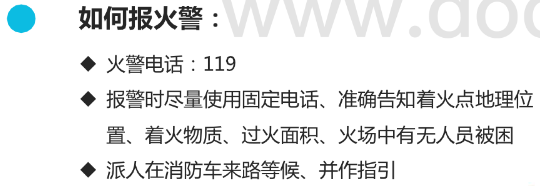 www.doc
如何报火警：
◆ 火警电话：119
◆ 报警时尽量使用固定电话、准确告知着火点地理位
置、着火物质、过火面积、火场中有无人员被困
◆ 派人在消防车来路等候、并作指引